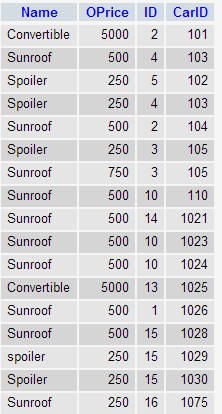 Name OPrice ID CarID
Convertible 5000 2 101
Sunroof 500 4 103
Spoiler 250 5 102
Spoiler 250 4 103
Sunroof 500 2 104
Spoiler 250 3 105
Sunroof 750 3 105
Sunroof 500 10 110
Sunroof 500 14 1021
Sunroof 500 10 1023
Sunroof 500 10 1024
Convertible 5000 13 1025
Sunroof 500 1 1026
Sunroof 500 15 1028
spoiler 250 15 1029
Spoiler 250 15 1030
Sunroof 250 16 1075